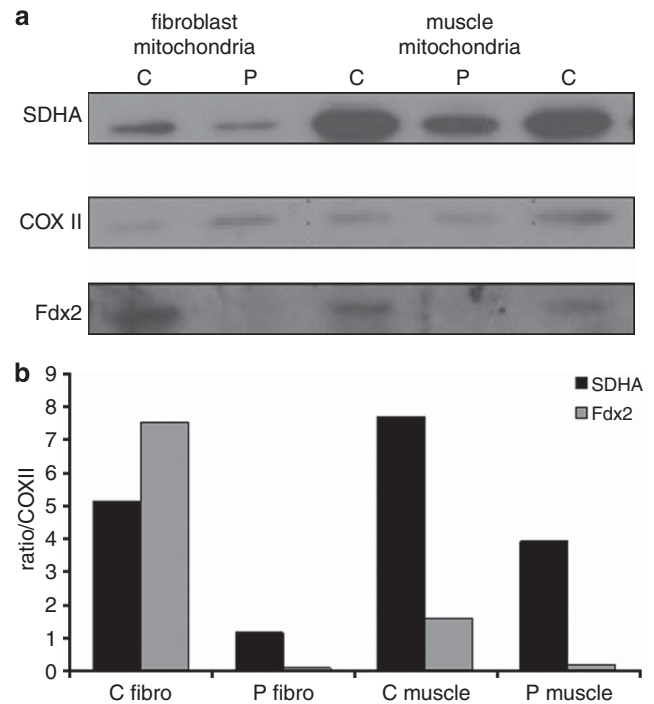 a
fibroblast
mitochondria
muscle
mitochondria
C P C P C
SDHA
COX II
Fdx2
b
ratio/COXII
9
8
7
6
5
4
3
2
1
0
SDHA
Fdx2
C fibro P fibro C muscle P muscle